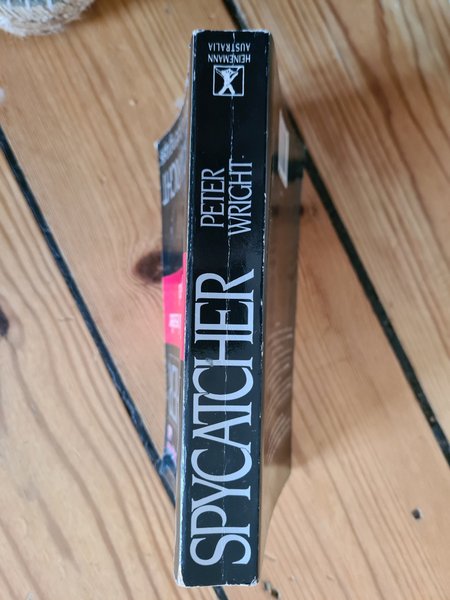 SPYCATCHER
PETER
WRIGHT
HEINEMANN
AUSTRALIA